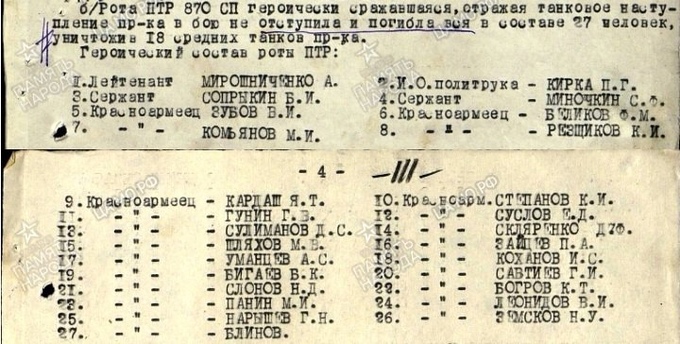 б/Рота ПТР 870 СП героически сражавшаяся, отражая танковое насту-
пление пр-ка в бою не отступила и погибла вся в составе 27 человек,
уничтожив 18 средних танков пр-ка.
Героический состав роты ПТР:
1.Лейтенант МИРОШНИЧЕНКО А. 2.И.О.политрука - КИРКА П.Г.
3.Сержант СОПРЫКИН Б.И. 4.Сержант - МИНОЧКИН С.Ф.
5.Красноармеец ЗУБОВ В.И. 6.Красноармеец - БЕЛИКОВ Ф.М.
7. - " - КОМЬЯНОВ М.И. 8. - " - РЕЗЩИКОВ К.И.
- 4 - -III-
9.Красноармеец - КАРДАШ Я.Т. 10.Красноарм.СТЕПАНОВ К.И.
11. - " - ГУНИН Г.В. 12. - " - СУСЛОВ Е.Д.
13. - " - СУЛИМАНОВ Д.С. 14. - " - СКЛЯРЕНКО Ф.
15. - " - ШЛЯХОВ М.В. 16. - " - ЗАЙЦЕВ П.А.
17. - " - УМАНЦЕВ А.С. 18. - " - КОХАНОВ И.С.
19. - " - БИГАЕВ Б.К. 20. - " - САВТИЕВ Г.И.
21. - " - СЛОНОВ Н.Д. 22. - " - БОГРОВ К.Т.
23. - " - ПАНИН М.И. 24. - " - ЛЕОНИДОВ В.И.
25. - " - НАРЫШЕВ Г.Н. 26. - " - ЗЕМСКОВ Н.У.
27. - " - БЛИНОВ.